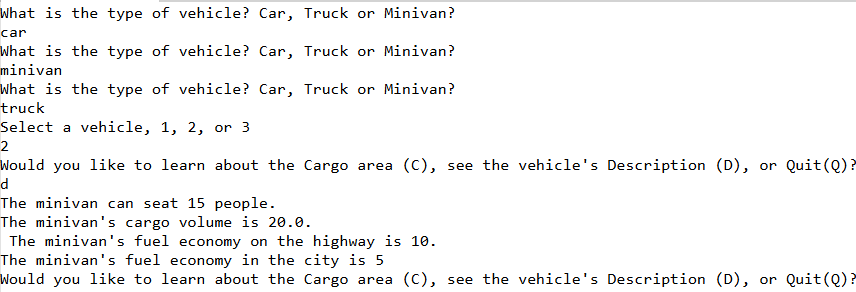 What is the type of vehicle? Car, Truck or Minivan?
car
What is the type of vehicle? Car, Truck or Minivan?
minivan
What is the type of vehicle? Car, Truck or Minivan?
truck
Select a vehicle, 1, 2, or 3
2
Would you like to learn about the Cargo area (C), see the vehicle's Description (D), or Quit(Q)?
d
The minivan can seat 15 people.
The minivan's cargo volume is 20.0.
 The minivan's fuel economy on the highway is 10.
The minivan's fuel economy in the city is 5
Would you like to learn about the Cargo area (C), see the vehicle's Description (D), or Quit(Q)?